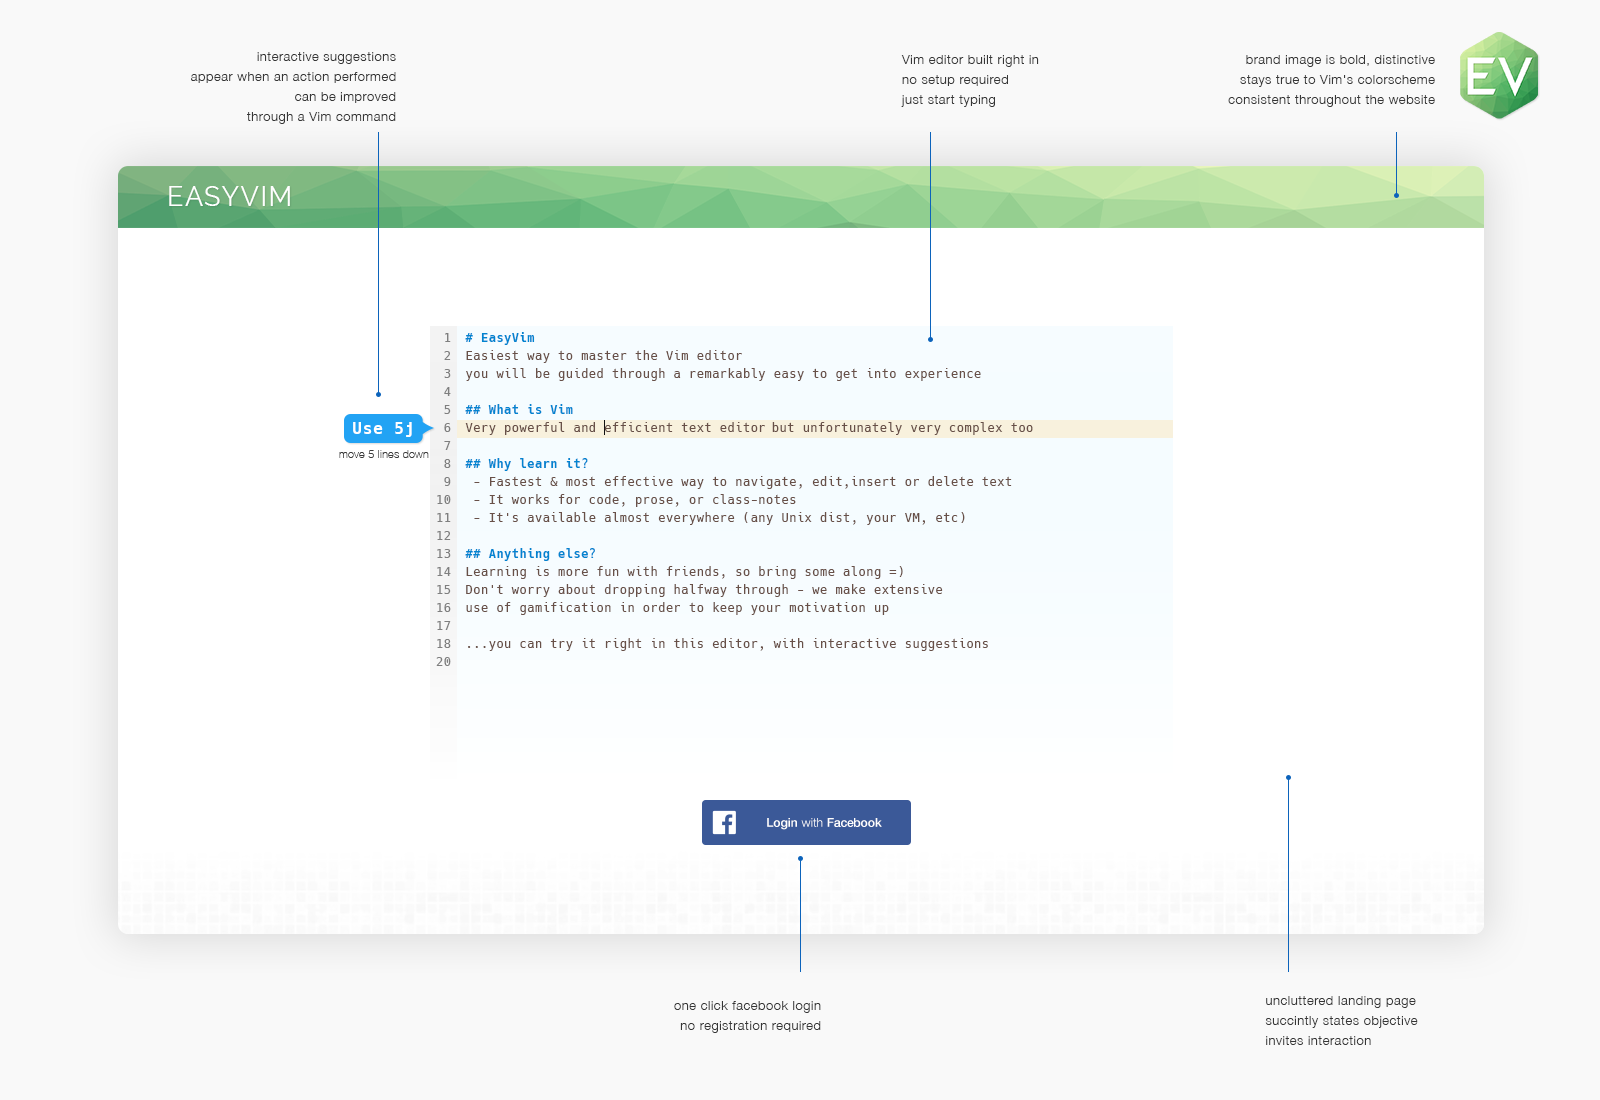 interactive suggestions
appear when an action performed
can be improved
through a Vim command
Vim editor built right in
no setup required
just start typing
brand image is bold, distinctive
stays true to Vim's colorscheme
consistent throughout the website
EV
EASYVIM
1 # EasyVim
2 Easiest way to master the Vim editor
3 you will be guided through a remarkably easy to get into experience
4
5 ## What is Vim
Use 5j
6 Very powerful and efficient text editor but unfortunately very complex too
move 5 lines down
7
8 ## Why learn it?
9 - Fastest & most effective way to navigate, edit,insert or delete text
10 - It works for code, prose, or class-notes
11 - It's available almost everywhere (any Unix dist, your VM, etc)
12
13 ## Anything else?
14 Learning is more fun with friends, so bring some along =)
15 Don't worry about dropping halfway through - we make extensive
16 use of gamification in order to keep your motivation up
17
18 ...you can try it right in this editor, with interactive suggestions
20
Login with Facebook
one click facebook login
no registration required
uncluttered landing page
succintly states objective
invites interaction